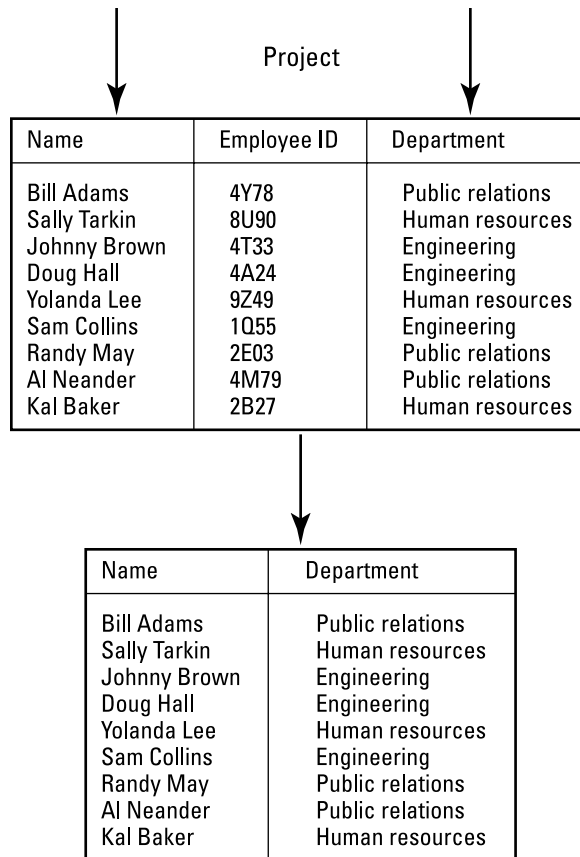 Project
Name Employee ID Department
Bill Adams 4Y78 Public relations
Sally Tarkin 8U90 Human resources
Johnny Brown 4T33 Engineering
Doug Hall 4A24 Engineering
Yolanda Lee 9Z49 Human resources
Sam Collins 1Q55 Engineering
Randy May 2E03 Public relations
Al Neander 4M79 Public relations
Kal Baker 2B27 Human resources
Name Department
Bill Adams Public relations
Sally Tarkin Human resources
Johnny Brown Engineering
Doug Hall Engineering
Yolanda Lee Human resources
Sam Collins Engineering
Randy May Public relations
Al Neander Public relations
Kal Baker Human resources